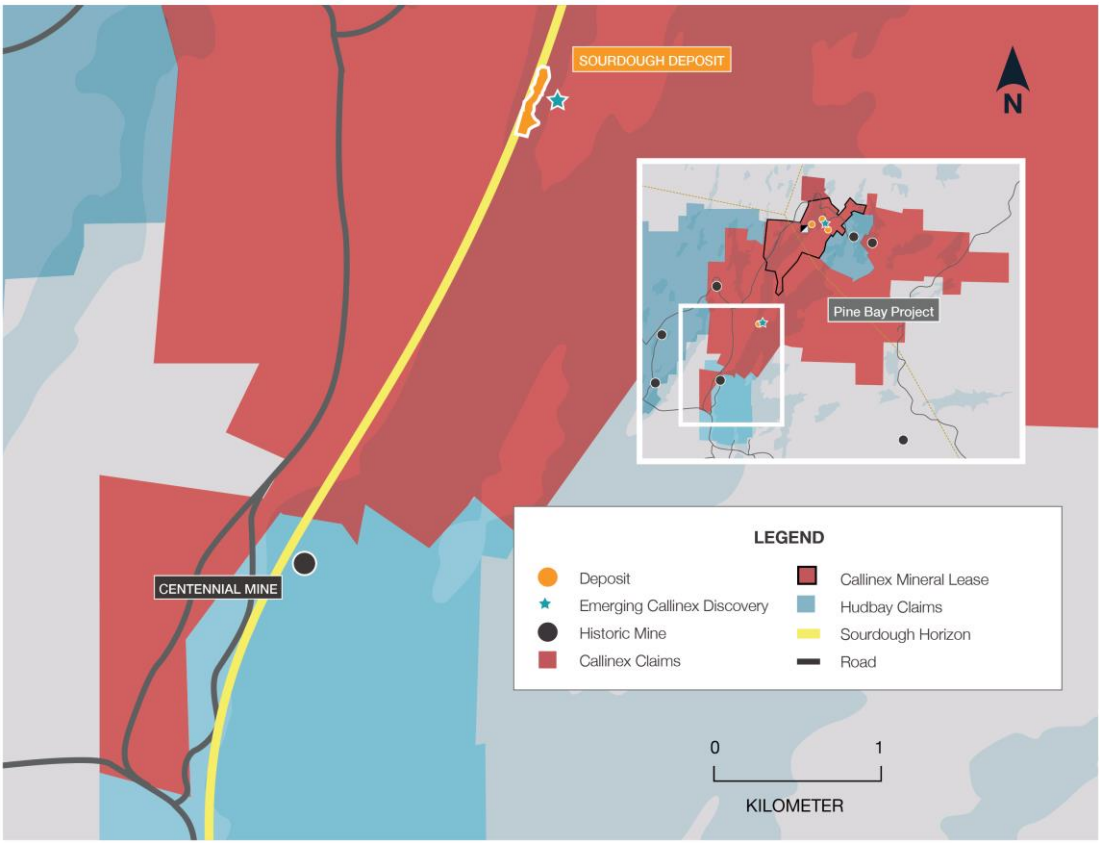 SOURDOUGH DEPOSIT
N
Pine Bay Project
CENTENNIAL MINE
LEGEND
Deposit
Emerging Callinex Discovery
Historic Mine
Callinex Claims
Callinex Mineral Lease
Hudbay Claims
Sourdough Horizon
Road
0 1
KILOMETER